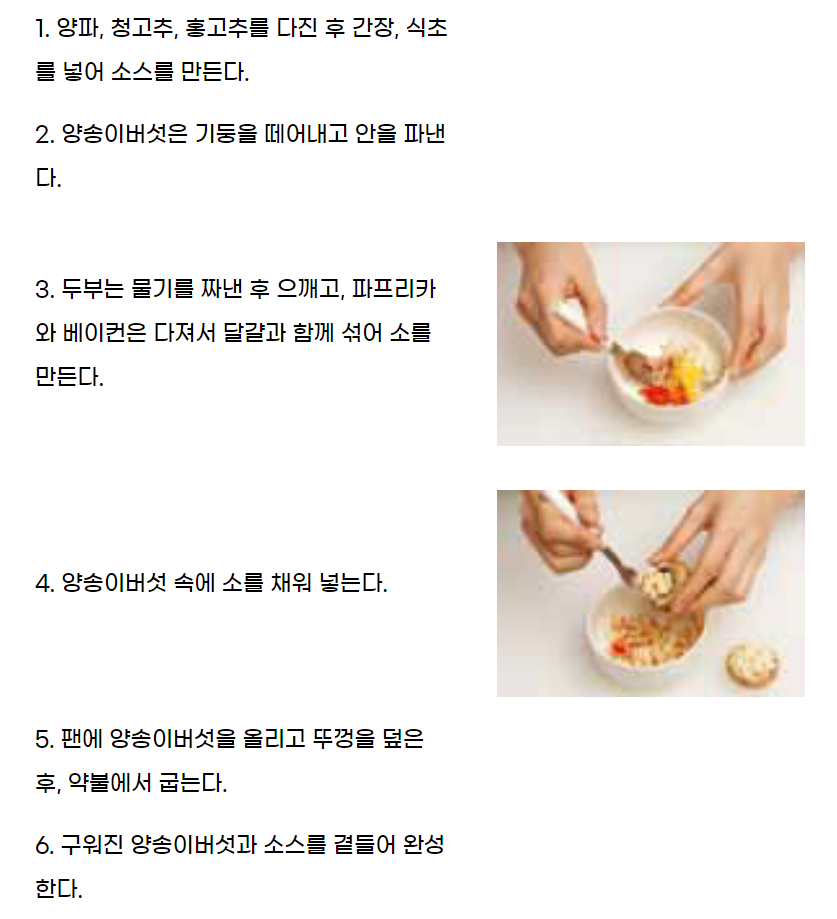 1. 양파, 청고추, 홍고추를 다진 후 간장, 식초
를 넣어 소스를 만든다.
2. 양송이버섯은 기둥을 떼어내고 안을 파낸
다.
3. 두부는 물기를 짜낸 후 으깨고, 파프리카
와 베이컨은 다져서 달걀과 함께 섞어 소를
만든다.
4. 양송이버섯 속에 소를 채워 넣는다.
5. 팬에 양송이버섯을 올리고 뚜껑을 덮은
후, 약불에서 굽는다.
6. 구워진 양송이버섯과 소스를 곁들어 완성
한다.